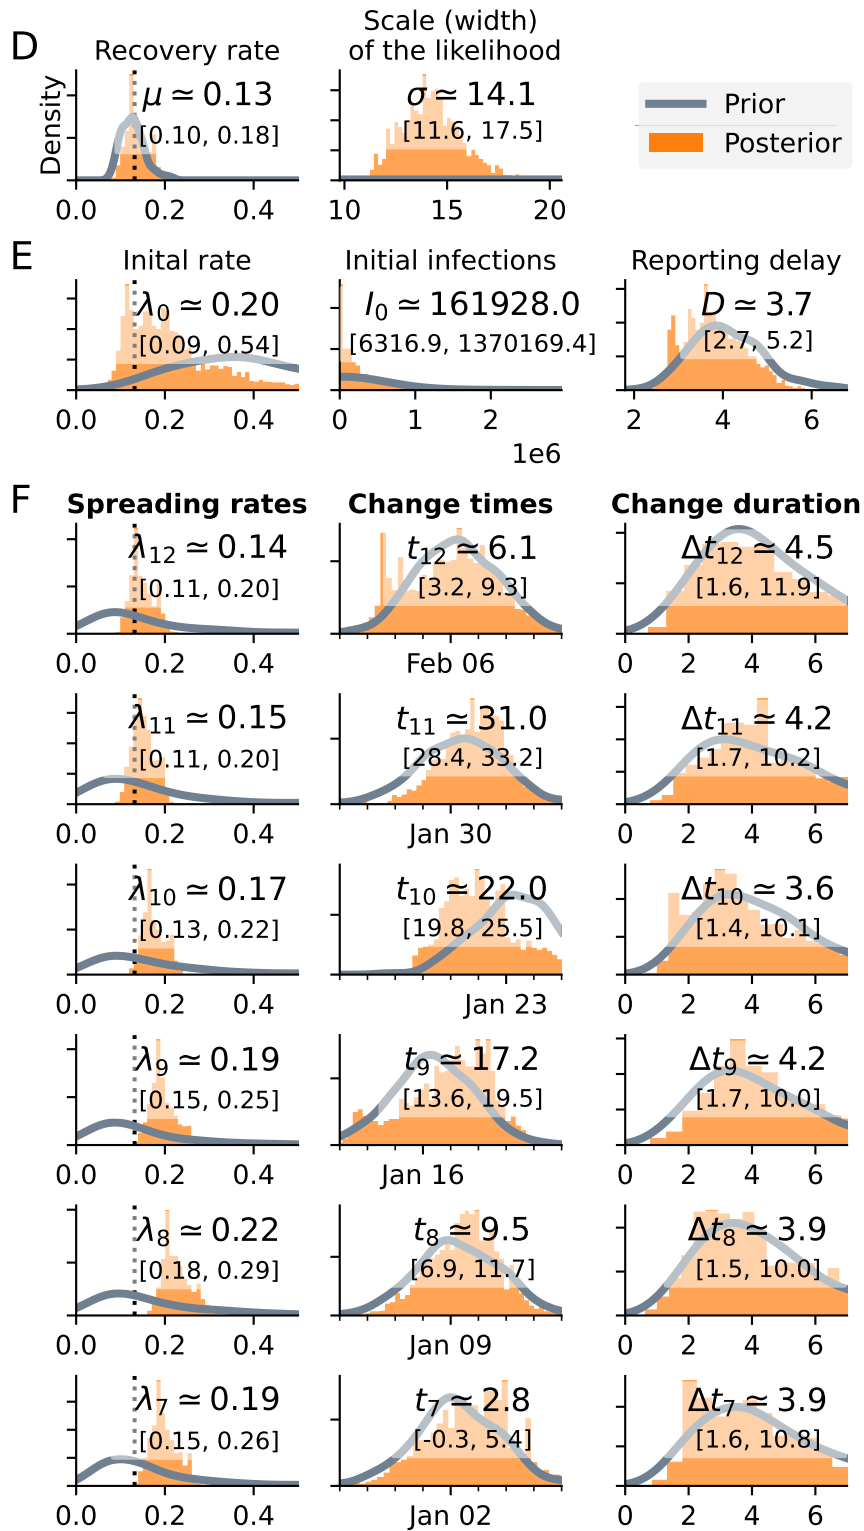 D
Recovery rate
Scale (width)
of the likelihood
Density
μ ≃ 0.13
[0.10, 0.18]
σ ≃ 14.1
[11.6, 17.5]
Prior
Posterior
0.0 0.2 0.4
10 15 20
E
Inital rate
Initial infections
Reporting delay
λ0 ≃ 0.20
[0.09, 0.54]
I0 ≃ 161928.0
[6316.9, 1370169.4]
D ≃ 3.7
[2.7, 5.2]
0.0 0.2 0.4
0 1 2
1e6
2 4 6
F
Spreading rates
Change times
Change duration
λ12 ≃ 0.14
[0.11, 0.20]
t12 ≃ 6.1
[3.2, 9.3]
Δt12 ≃ 4.5
[1.6, 11.9]
0.0 0.2 0.4
Feb 06
0 2 4 6
λ11 ≃ 0.15
[0.11, 0.20]
t11 ≃ 31.0
[28.4, 33.2]
Δt11 ≃ 4.2
[1.7, 10.2]
0.0 0.2 0.4
Jan 30
0 2 4 6
λ10 ≃ 0.17
[0.13, 0.22]
t10 ≃ 22.0
[19.8, 25.5]
Δt10 ≃ 3.6
[1.4, 10.1]
0.0 0.2 0.4
Jan 23
0 2 4 6
λ9 ≃ 0.19
[0.15, 0.25]
t9 ≃ 17.2
[13.6, 19.5]
Δt9 ≃ 4.2
[1.7, 10.0]
0.0 0.2 0.4
Jan 16
0 2 4 6
λ8 ≃ 0.22
[0.18, 0.29]
t8 ≃ 9.5
[6.9, 11.7]
Δt8 ≃ 3.9
[1.5, 10.0]
0.0 0.2 0.4
Jan 09
0 2 4 6
λ7 ≃ 0.19
[0.15, 0.26]
t7 ≃ 2.8
[-0.3, 5.4]
Δt7 ≃ 3.9
[1.6, 10.8]
0.0 0.2 0.4
Jan 02
0 2 4 6